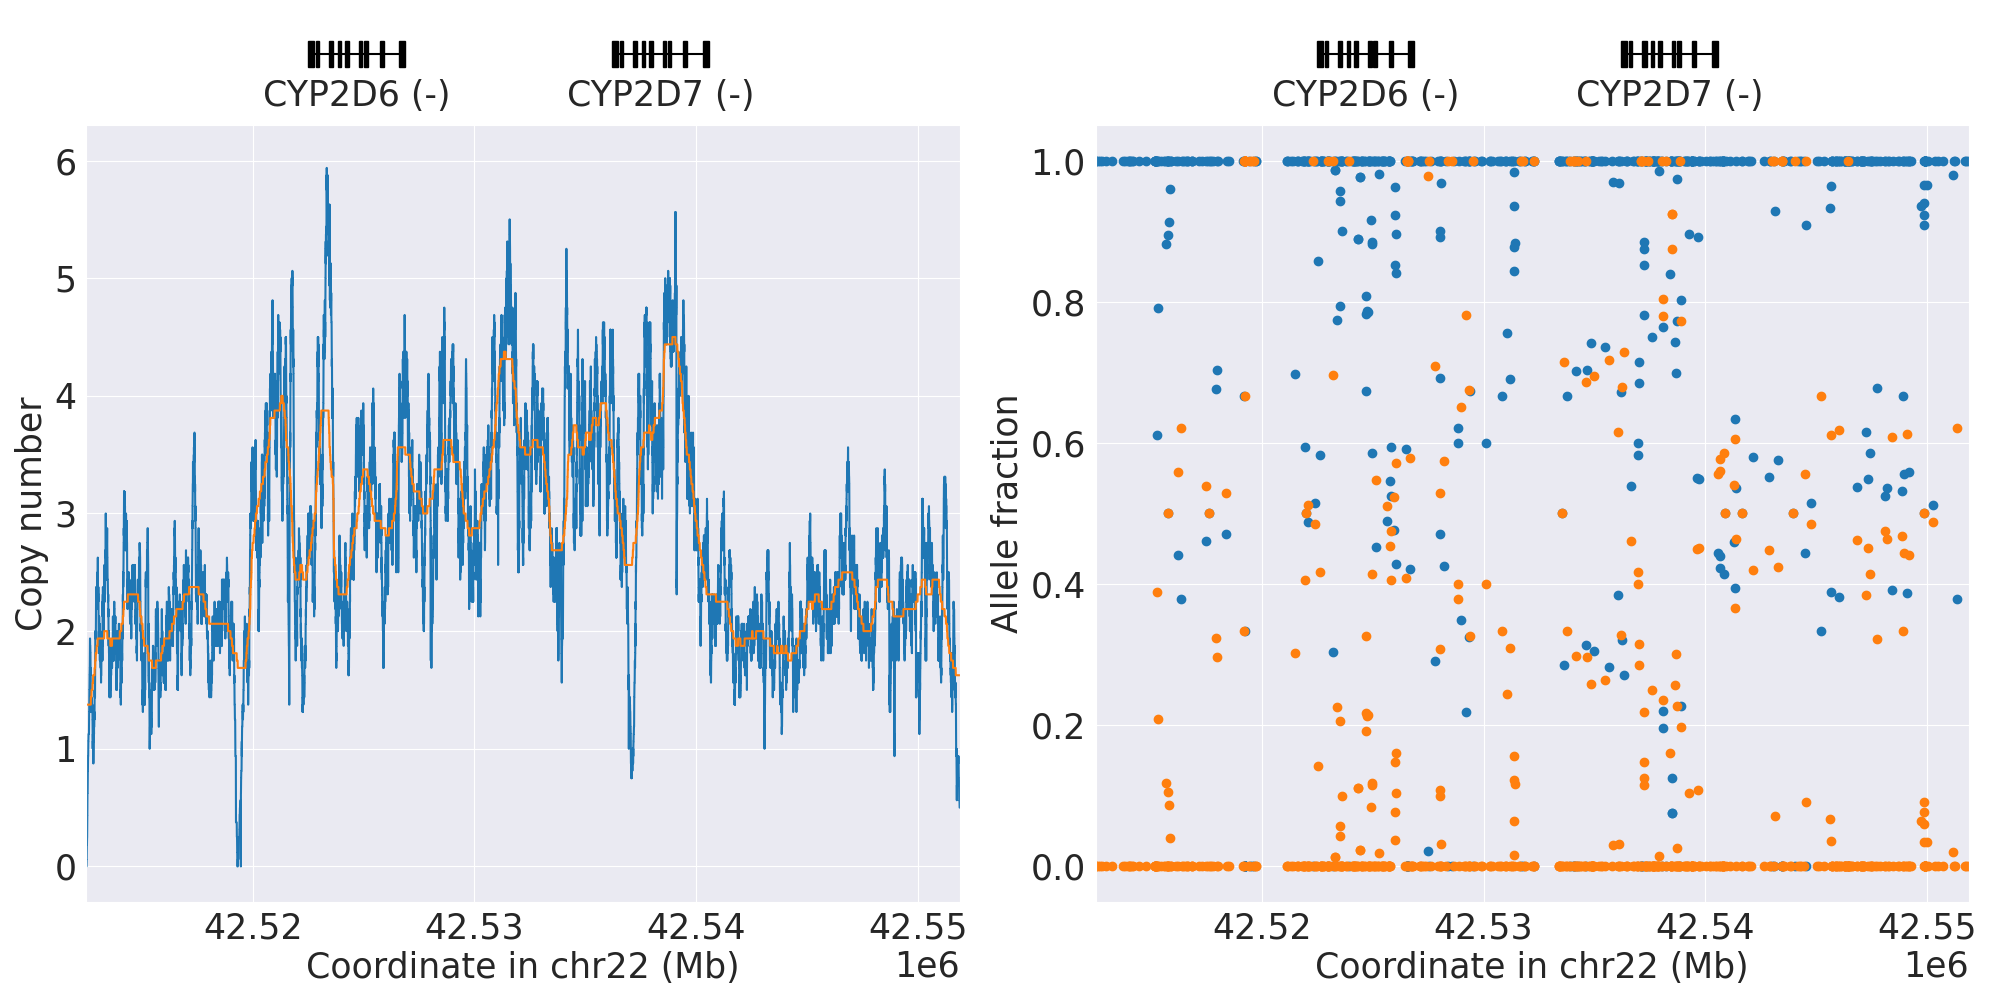 CYP2D6 (-) CYP2D7 (-)
6
5
4
3
2
1
0
Copy number
42.52 42.53 42.54 42.55
Coordinate in chr22 (Mb)
1e6
CYP2D6 (-) CYP2D7 (-)
1.0
0.8
0.6
0.4
0.2
0.0
Allele fraction
42.52 42.53 42.54 42.55
Coordinate in chr22 (Mb)
1e6